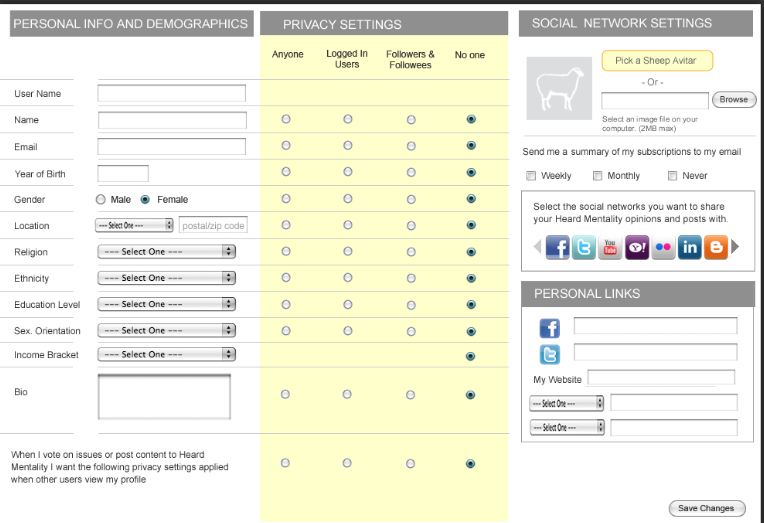 PERSONAL INFO AND DEMOGRAPHICS
PRIVACY SETTINGS
SOCIAL NETWORK SETTINGS
Anyone
Logged In
Users
Followers &
Followees
No one
User Name
Name
Email
Year of Birth
Gender
Male
Female
Location
--- Select One ---
postal/zip code
Religion
--- Select One ---
Ethnicity
--- Select One ---
Education Level
--- Select One ---
Sex. Orientation
--- Select One ---
Income Bracket
--- Select One ---
Bio
When I vote on issues or post content to Heard
Mentality I want the following privacy settings applied
when other users view my profile
Pick a Sheep Avitar
- Or -
Browse
Select an image file on your
computer. (2MB max)
Send me a summary of my subscriptions to my email
Weekly
Monthly
Never
Select the social networks you want to share
your Heard Mentality opinions and posts with.
f
t
You
Tube
Y!
in
B
PERSONAL LINKS
f
t
My Website
--- Select One ---
--- Select One ---
Save Changes